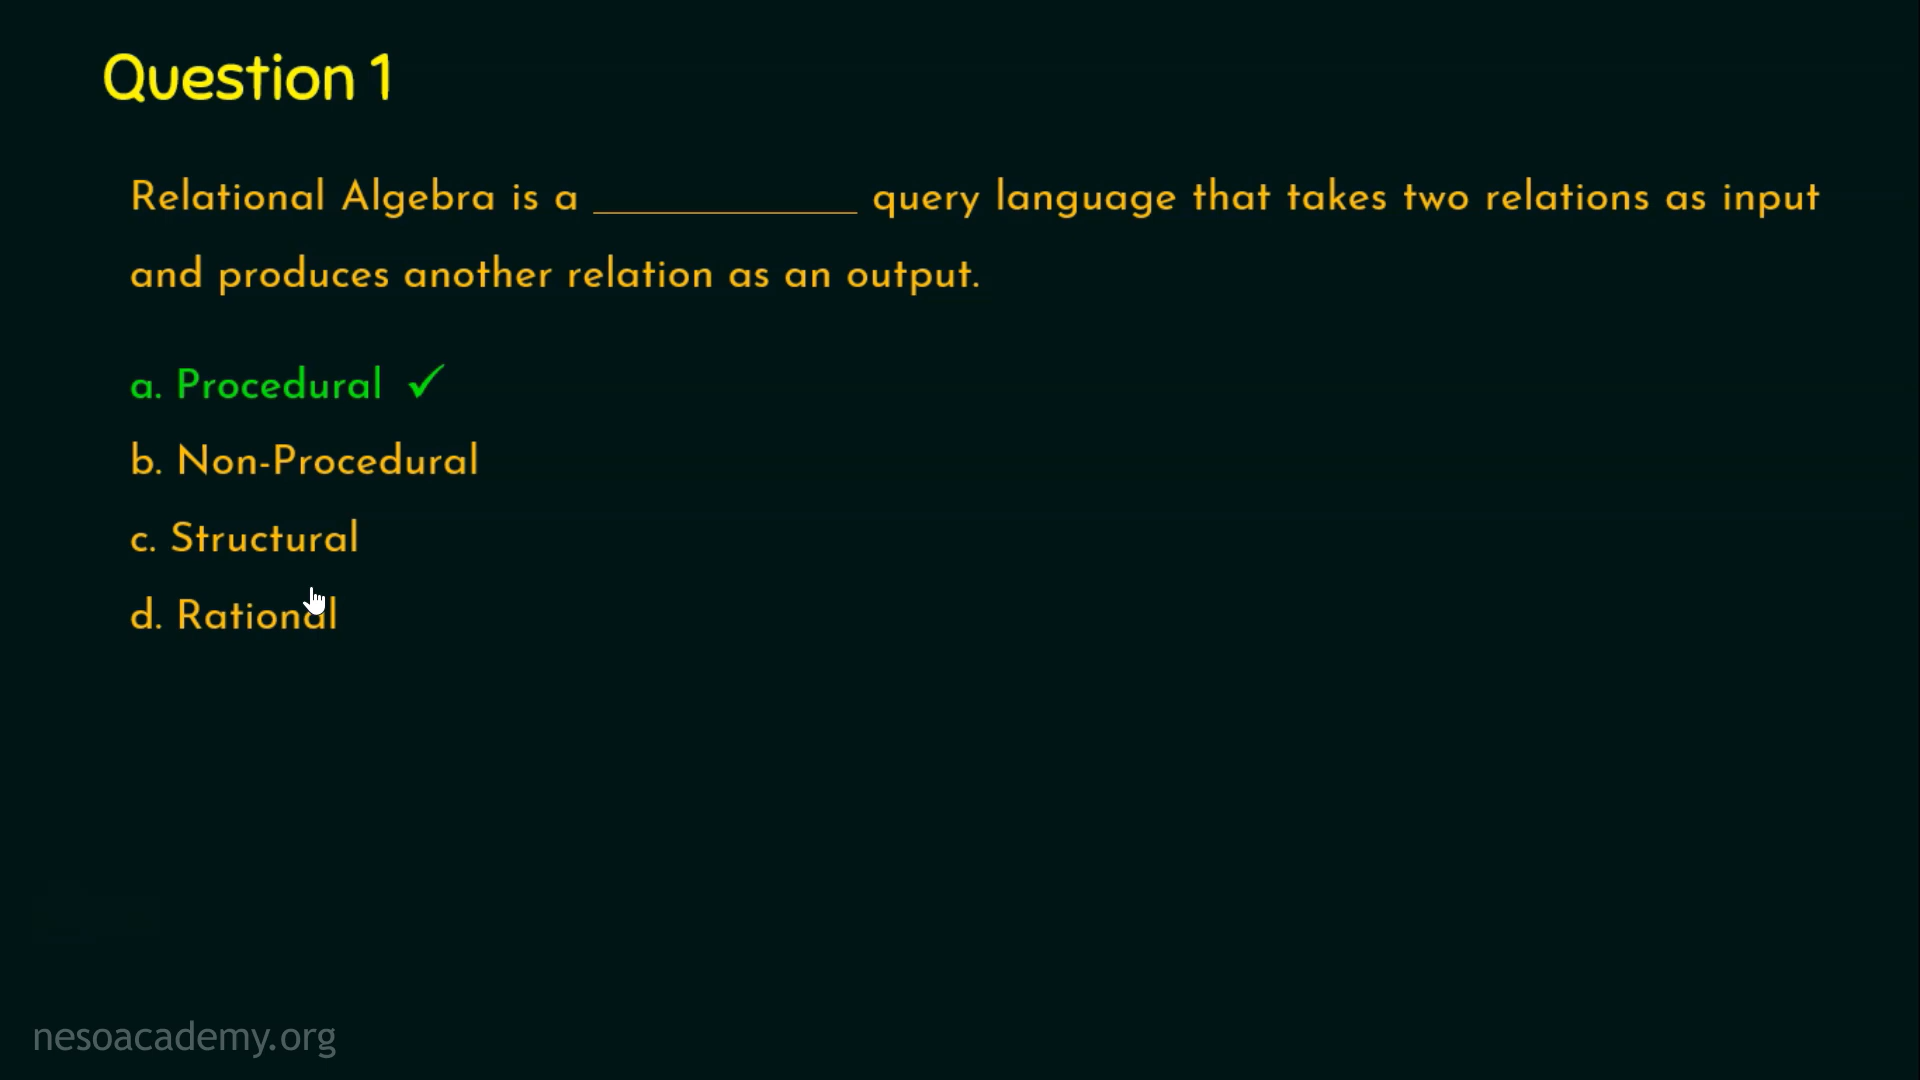 Question 1
Relational Algebra is a ____________ query language that takes two relations as input
and produces another relation as an output.
a. Procedural ✓
b. Non-Procedural
c. Structural
d. Rational
nesoacademy.org